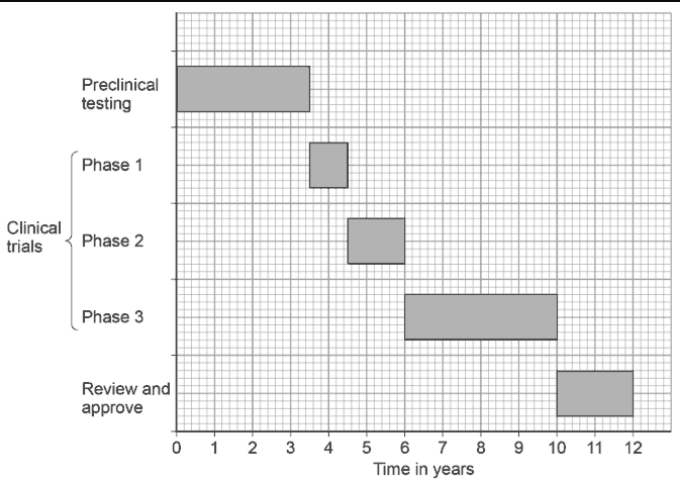 Preclinical
testing
Phase 1
Clinical
trials
Phase 2
Phase 3
Review and
approve
0 1 2 3 4 5 6 7 8 9 10 11 12
Time in years